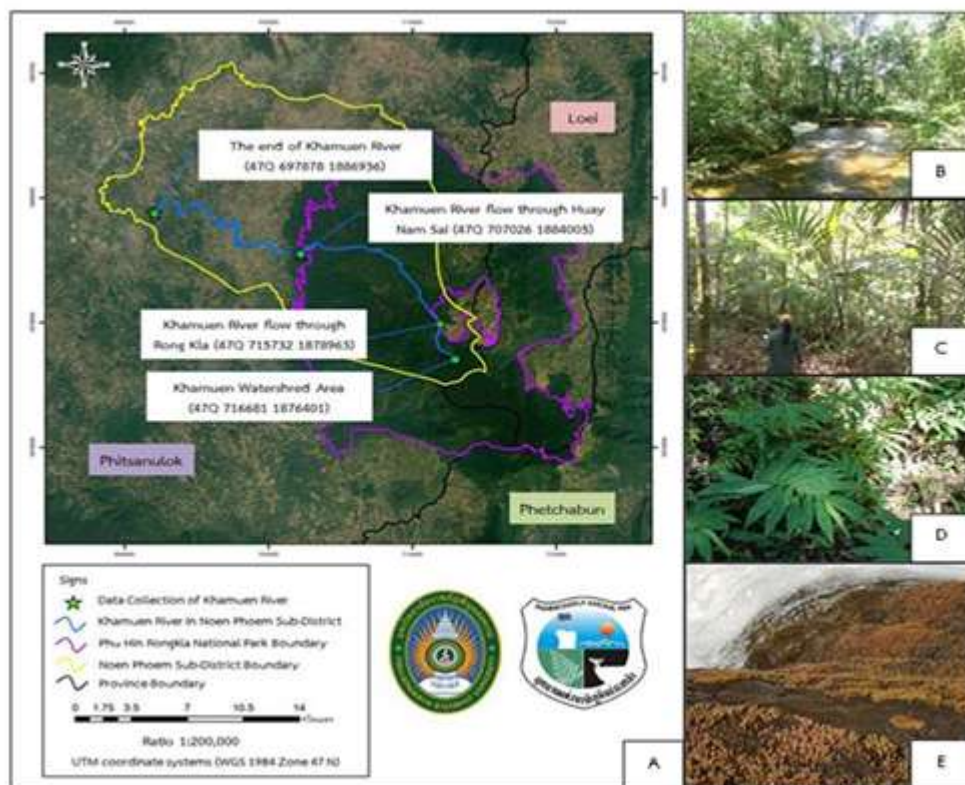 The end of Khamuen River
(47Q 697878 1886936)
Loei
Khamuen River flow through Huay
Nam Sai (47Q 707026 1884003)
Khamuen River flow through
Rong Kla (47Q 715732 1878963)
Khamuen Watershred Area
(47Q 716681 1876401)
Phitsanulok
Phetchabun
Signs
Data Collection of Khamuen River
Khamuen River in Noen Phoem Sub-District
Phu Hin Rongkla National Park Boundary
Noen Phoem Sub-District Boundary
Province Boundary
0 1.75 3.5 7 10.5 14
Ratio 1:200,000
UTM coordinate systems (WGS 1984 Zone 47 N)
A
B
C
D
E